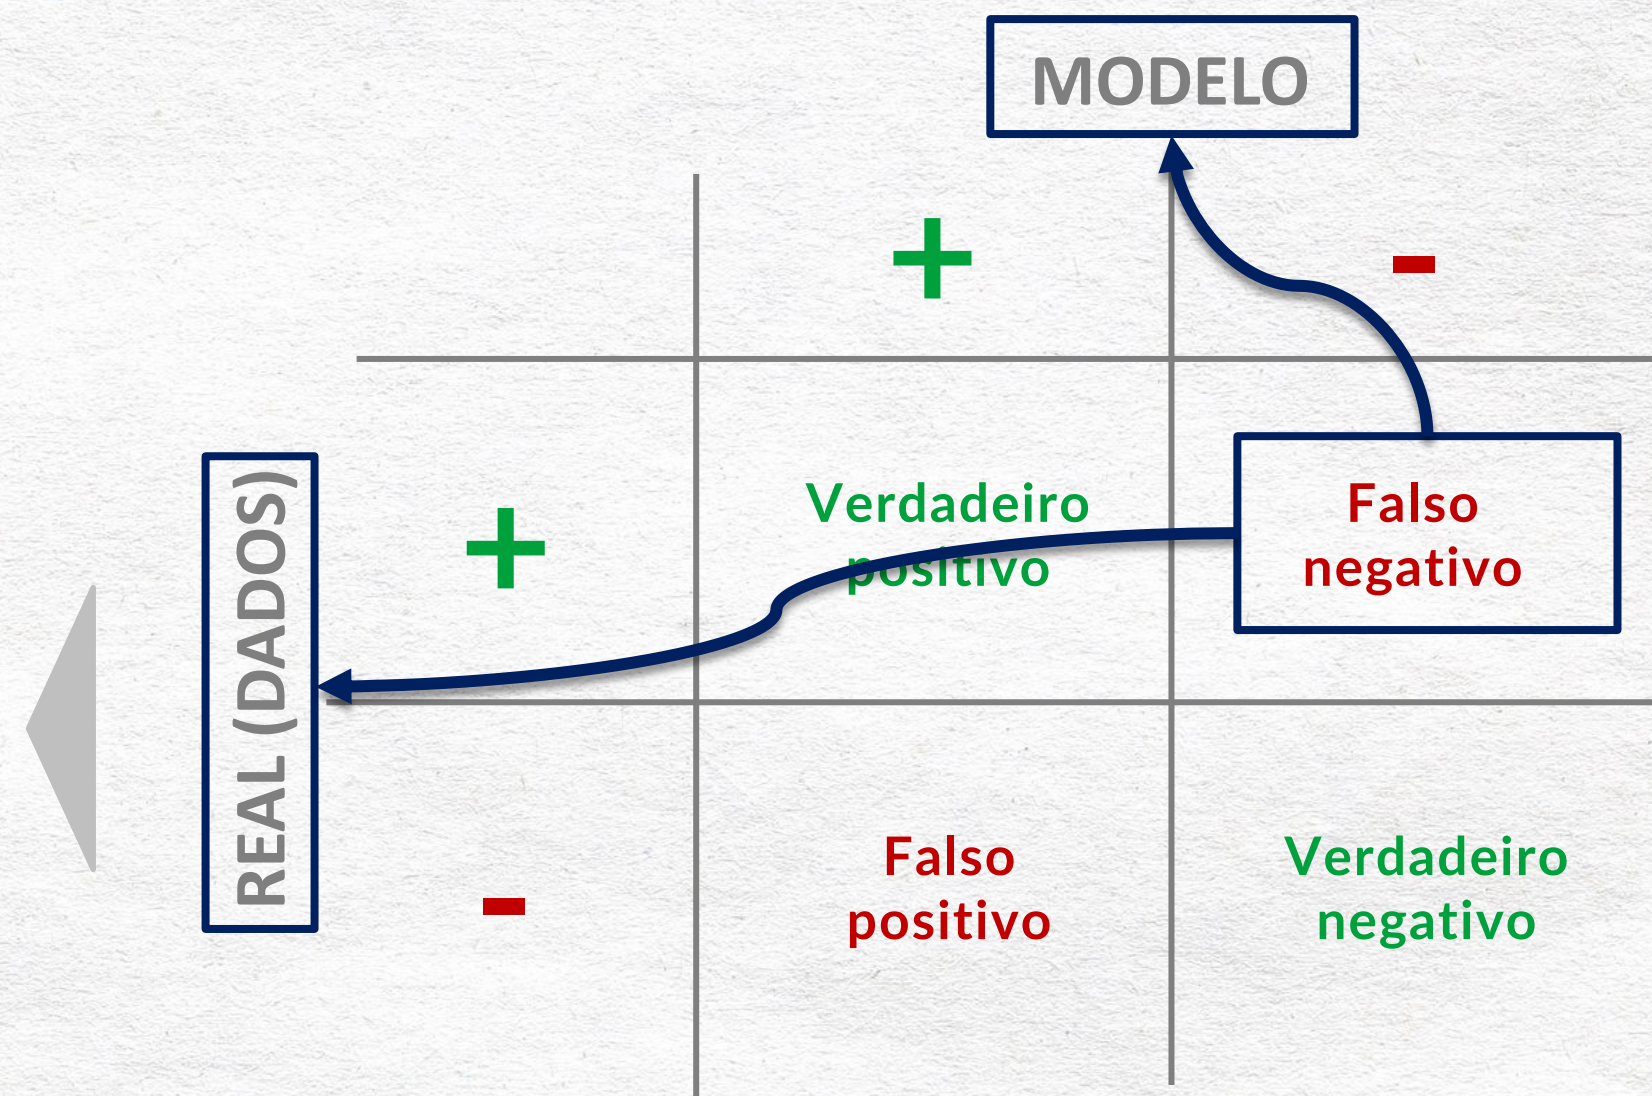 MODELO
+
-
REAL (DADOS)
+
Verdadeiro
positivo
Falso
negativo
-
Falso
positivo
Verdadeiro
negativo